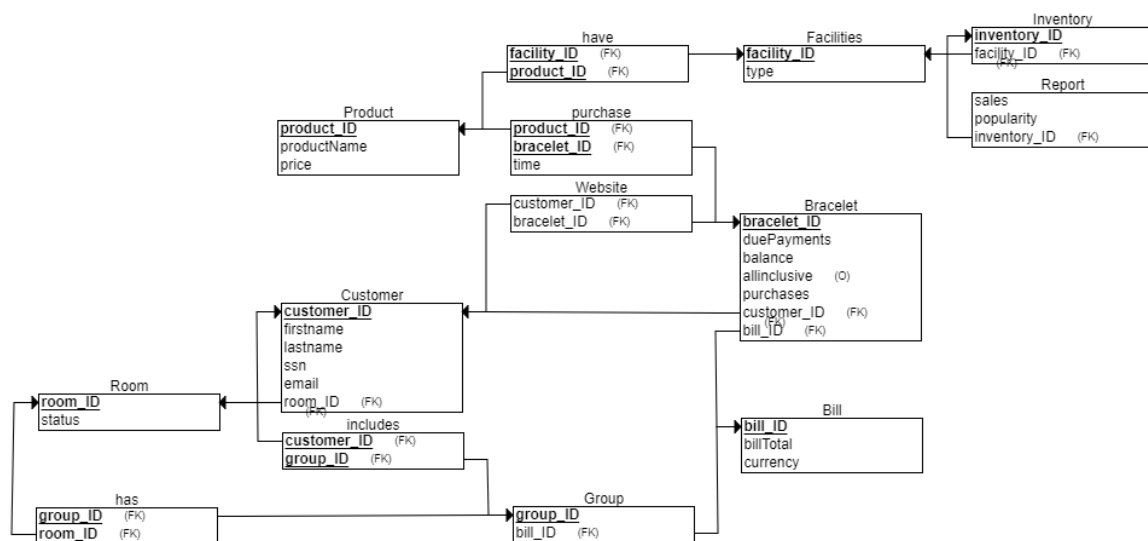 Inventory
inventory_ID
facility_ID (FK)
(FK)
have
facility_ID (FK)
product_ID (FK)
Facilities
facility_ID
type
Report
sales
popularity
inventory_ID (FK)
Product
product_ID
productName
price
purchase
product_ID (FK)
bracelet_ID (FK)
time
Website
customer_ID (FK)
bracelet_ID (FK)
Bracelet
bracelet_ID
duePayments
balance
allinclusive (O)
purchases
customer_ID (FK)
(FK)
bill_ID (FK)
Customer
customer_ID
firstname
lastname
ssn
email
room_ID (FK)
(FK)
Room
room_ID
status
includes
customer_ID (FK)
group_ID (FK)
Bill
bill_ID
billTotal
currency
has
group_ID (FK)
room_ID (FK)
Group
group_ID
bill_ID (FK)